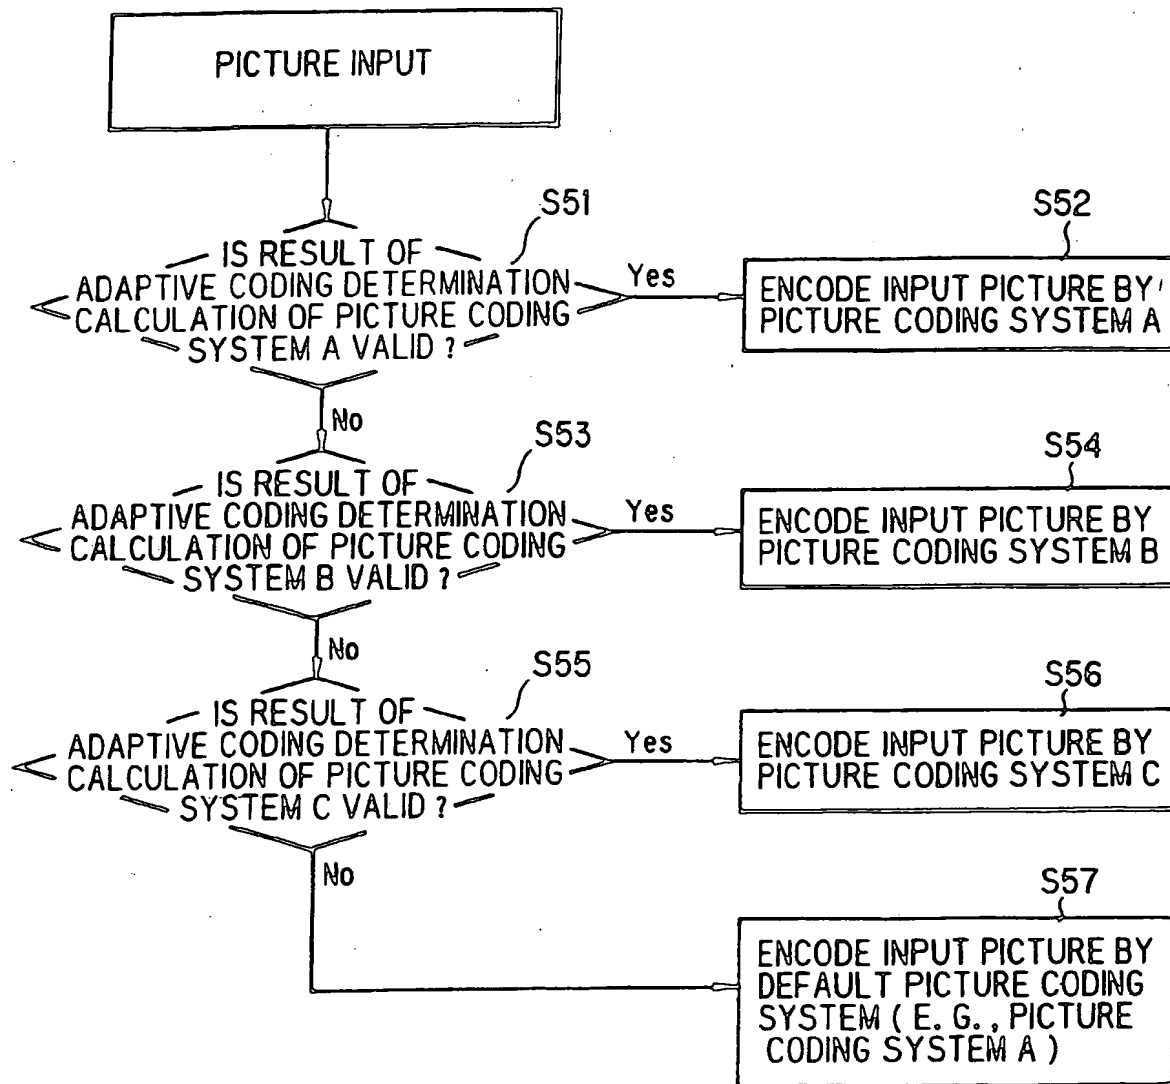 PICTURE INPUT
S51
IS RESULT OF
ADAPTIVE CODING DETERMINATION
CALCULATION OF PICTURE CODING
SYSTEM A VALID ?
Yes
S52
ENCODE INPUT PICTURE BY
PICTURE CODING SYSTEM A
No
S53
IS RESULT OF
ADAPTIVE CODING DETERMINATION
CALCULATION OF PICTURE CODING
SYSTEM B VALID ?
Yes
S54
ENCODE INPUT PICTURE BY
PICTURE CODING SYSTEM B
No
S55
IS RESULT OF
ADAPTIVE CODING DETERMINATION
CALCULATION OF PICTURE CODING
SYSTEM C VALID ?
Yes
S56
ENCODE INPUT PICTURE BY
PICTURE CODING SYSTEM C
No
S57
ENCODE INPUT PICTURE BY
DEFAULT PICTURE CODING
SYSTEM ( E. G. , PICTURE
CODING SYSTEM A )